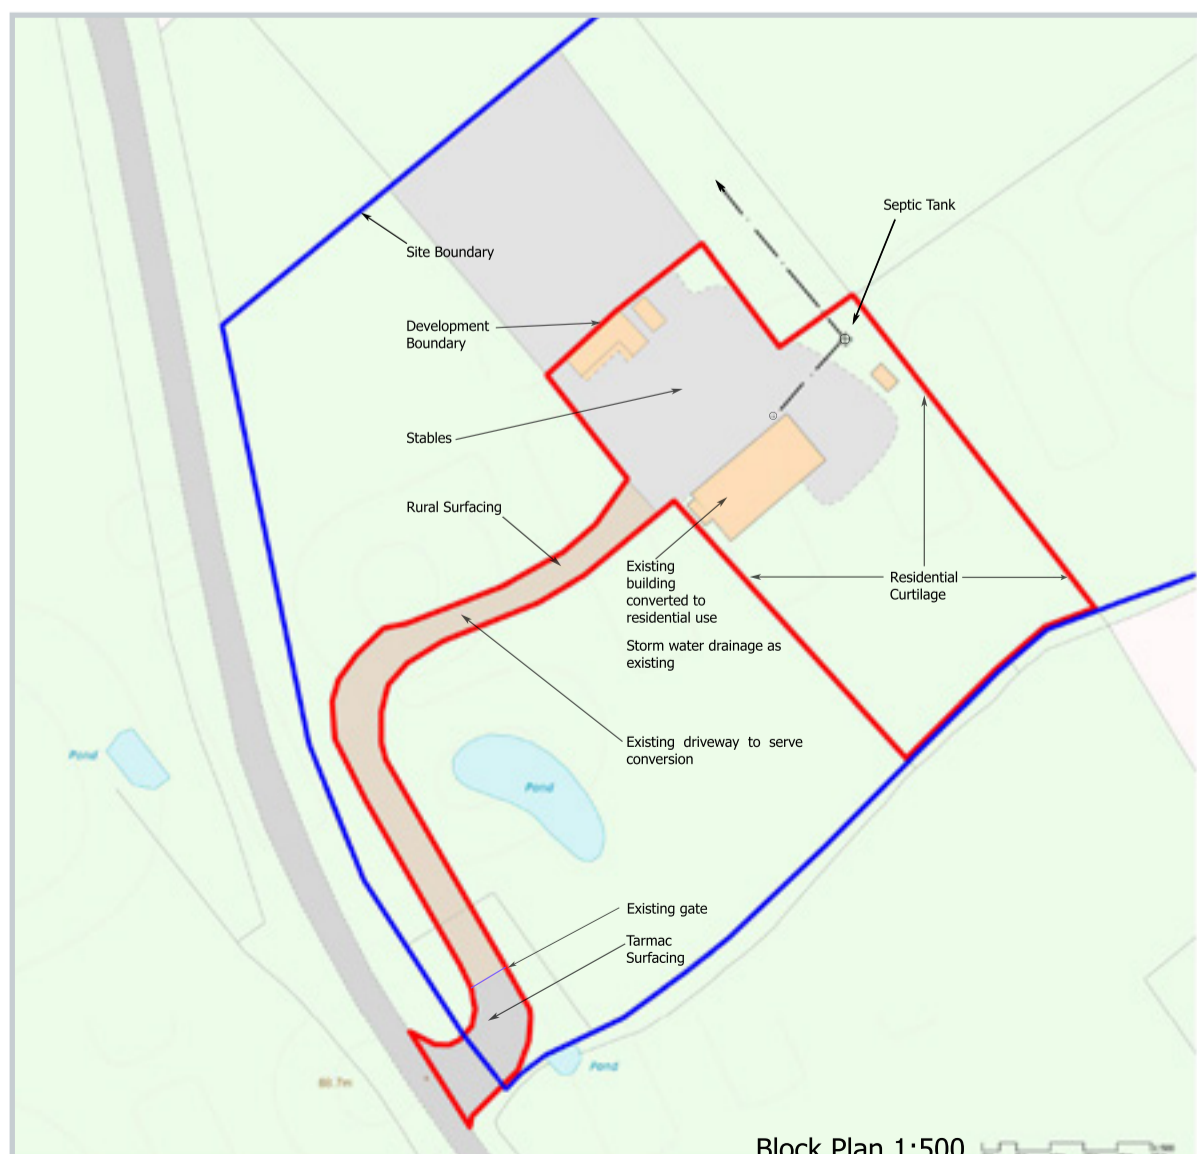 Septic Tank
Site Boundary
Development
Boundary
Stables
Rural Surfacing
Existing
building
converted to
residential use
Residential
Curtilage
Storm water drainage as
existing
Existing driveway to serve
conversion
Pond
Pond
Existing gate
Tarmac
Surfacing
Pond
80.7m
Block Plan 1:500